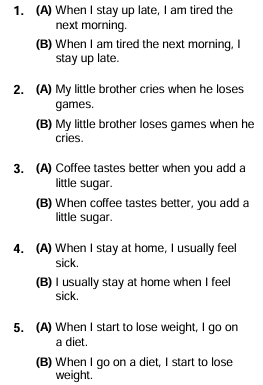 1. (A) When I stay up late, I am tired the
next morning.
(B) When I am tired the next morning, I
stay up late.
2. (A) My little brother cries when he loses
games.
(B) My little brother loses games when he
cries.
3. (A) Coffee tastes better when you add a
little sugar.
(B) When coffee tastes better, you add a
little sugar.
4. (A) When I stay at home, I usually feel
sick.
(B) I usually stay at home when I feel
sick.
5. (A) When I start to lose weight, I go on
a diet.
(B) When I go on a diet, I start to lose
weight.